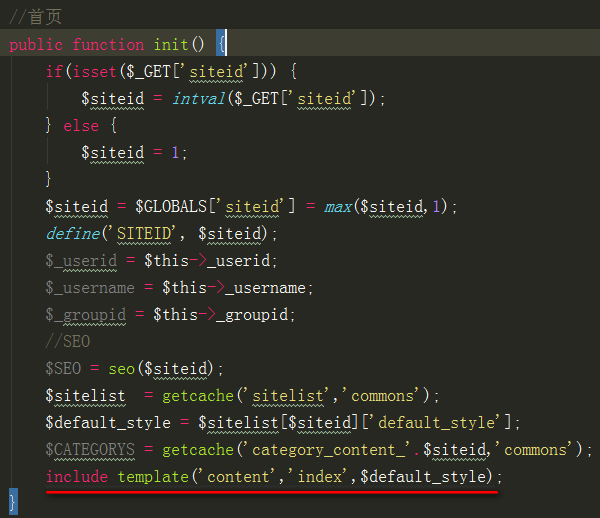 //首页
public function init() {
if(isset($_GET['siteid'])) {
$siteid = intval($_GET['siteid']);
} else {
$siteid = 1;
}
$siteid = $GLOBALS['siteid'] = max($siteid,1);
define('SITEID', $siteid);
$_userid = $this->_userid;
$_username = $this->_username;
$_groupid = $this->_groupid;
//SEO
$SEO = seo($siteid);
$sitelist  = getcache('sitelist','commons');
$default_style = $sitelist[$siteid]['default_style'];
$CATEGORYS = getcache('category_content_'.$siteid,'commons');
include template('content','index',$default_style);
}